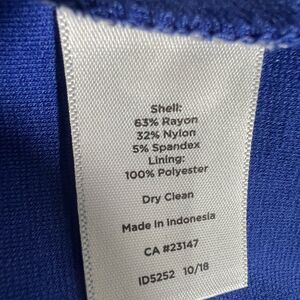 Shell:
63% Rayon
32% Nylon
5% Spandex
Lining:
100% Polyester
Dry Clean
Made in Indonesia
CA #23147
ID5252 10/18